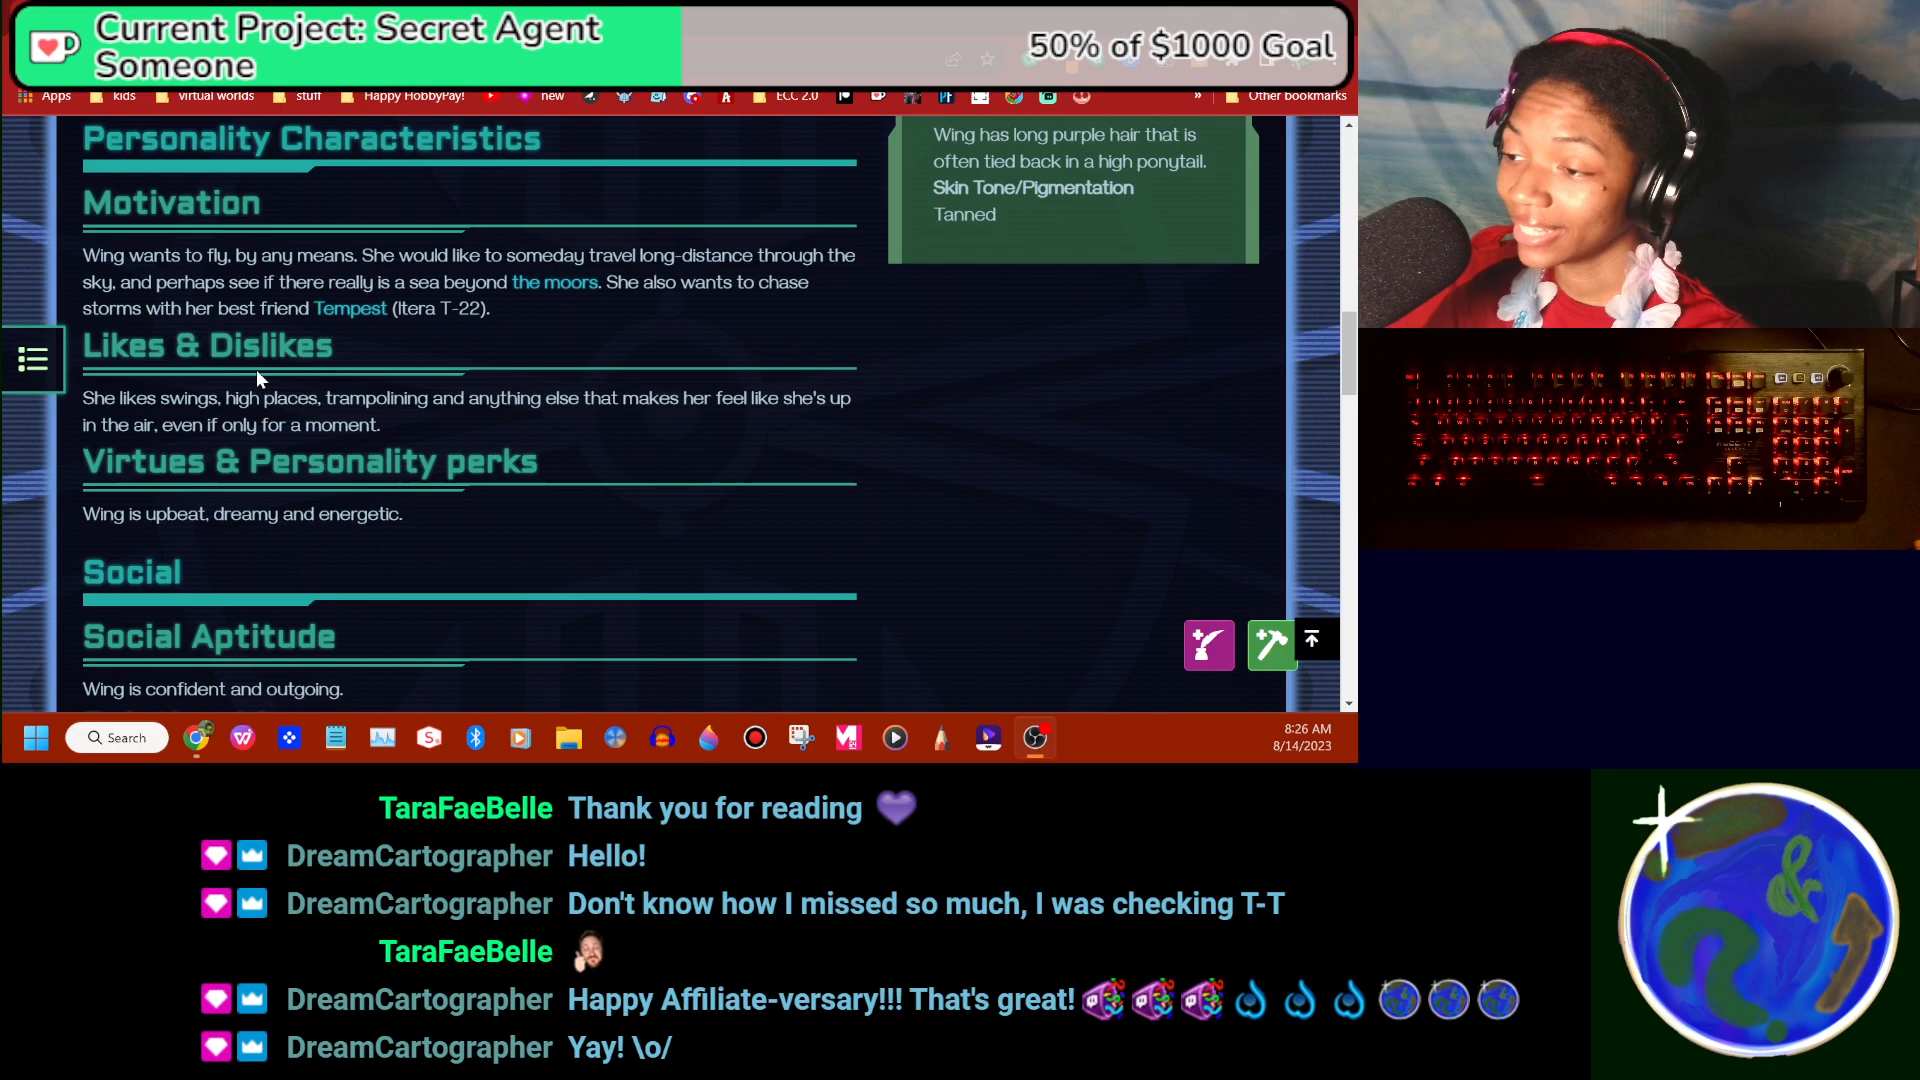 Current Project: Secret Agent
Someone
50% of $1000 Goal
Apps
kids
virtual worlds
stuff
Happy HobbyPay!
new
ECC 2.0
»
Other bookmarks
Personality Characteristics
Motivation
Wing wants to fly, by any means. She would like to someday travel long-distance through the
sky, and perhaps see if there really is a sea beyond the moors. She also wants to chase
storms with her best friend Tempest (Itera T-22).
Likes & Dislikes
She likes swings, high places, trampolining and anything else that makes her feel like she's up
in the air, even if only for a moment.
Virtues & Personality perks
Wing is upbeat, dreamy and energetic.
Social
Social Aptitude
Wing is confident and outgoing.
Wing has long purple hair that is
often tied back in a high ponytail.
Skin Tone/Pigmentation
Tanned
Search
8:26 AM
8/14/2023
TaraFaeBelle Thank you for reading 💜
DreamCartographer Hello!
DreamCartographer Don't know how I missed so much, I was checking T-T
TaraFaeBelle
DreamCartographer Happy Affiliate-versary!!! That's great!
DreamCartographer Yay! \o/
&